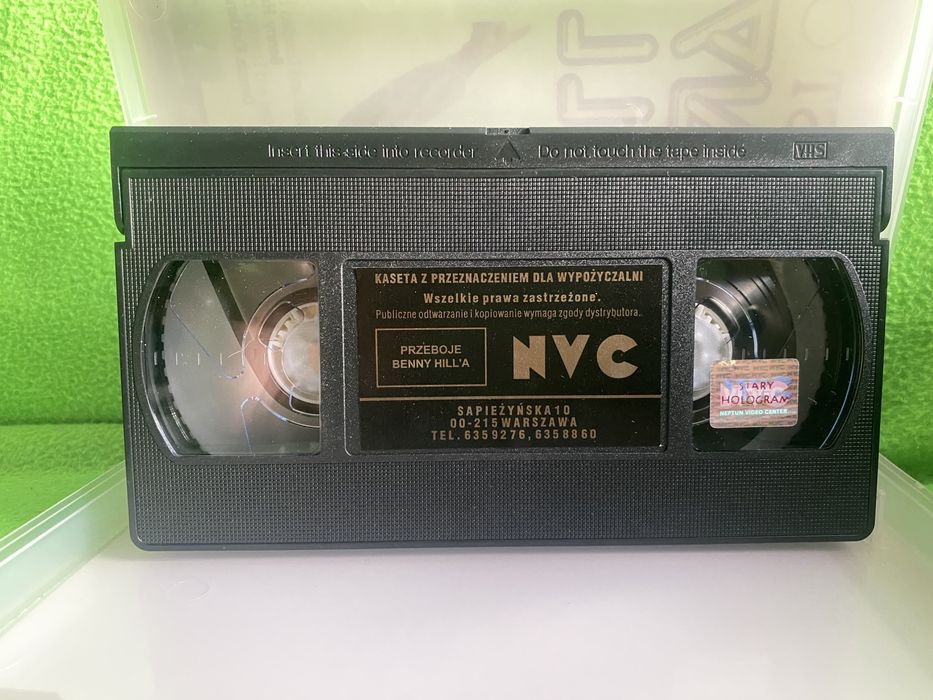 Insert this side into recorder
Do not touch the tape inside
VHS
KASETA Z PRZEZNACZENIEM DLA WYPOŻYCZALNI
Wszelkie prawa zastrzeżone.
Publiczne odtwarzanie i kopiowanie wymaga zgody dystrybutora..
PRZEBOJE
BENNY HILL'A
NVC
SAPIEŻYŃSKA 10
00-215 WARSZAWA
TEL. 6359276, 6358860
NVC
STARY
HOLOGRAM
NEPTUN VIDEO CENTER